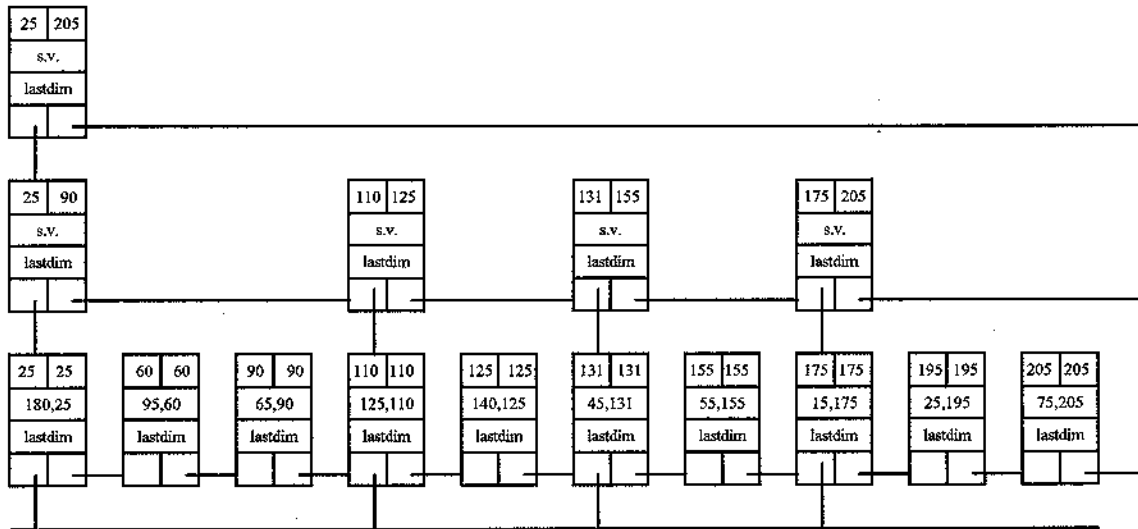 25 205
s.v.
lastdim
25 90 110 125 131 155 175 205
s.v. s.v. s.v. s.v.
lastdim lastdim lastdim lastdim
25 25 60 60 90 90 110 110 125 125 131 131 155 155 175 175 195 195 205 205
180,25 95,60 65,90 125,110 140,125 45,131 55,155 15,175 25,195 75,205
lastdim lastdim lastdim lastdim lastdim lastdim lastdim lastdim lastdim lastdim